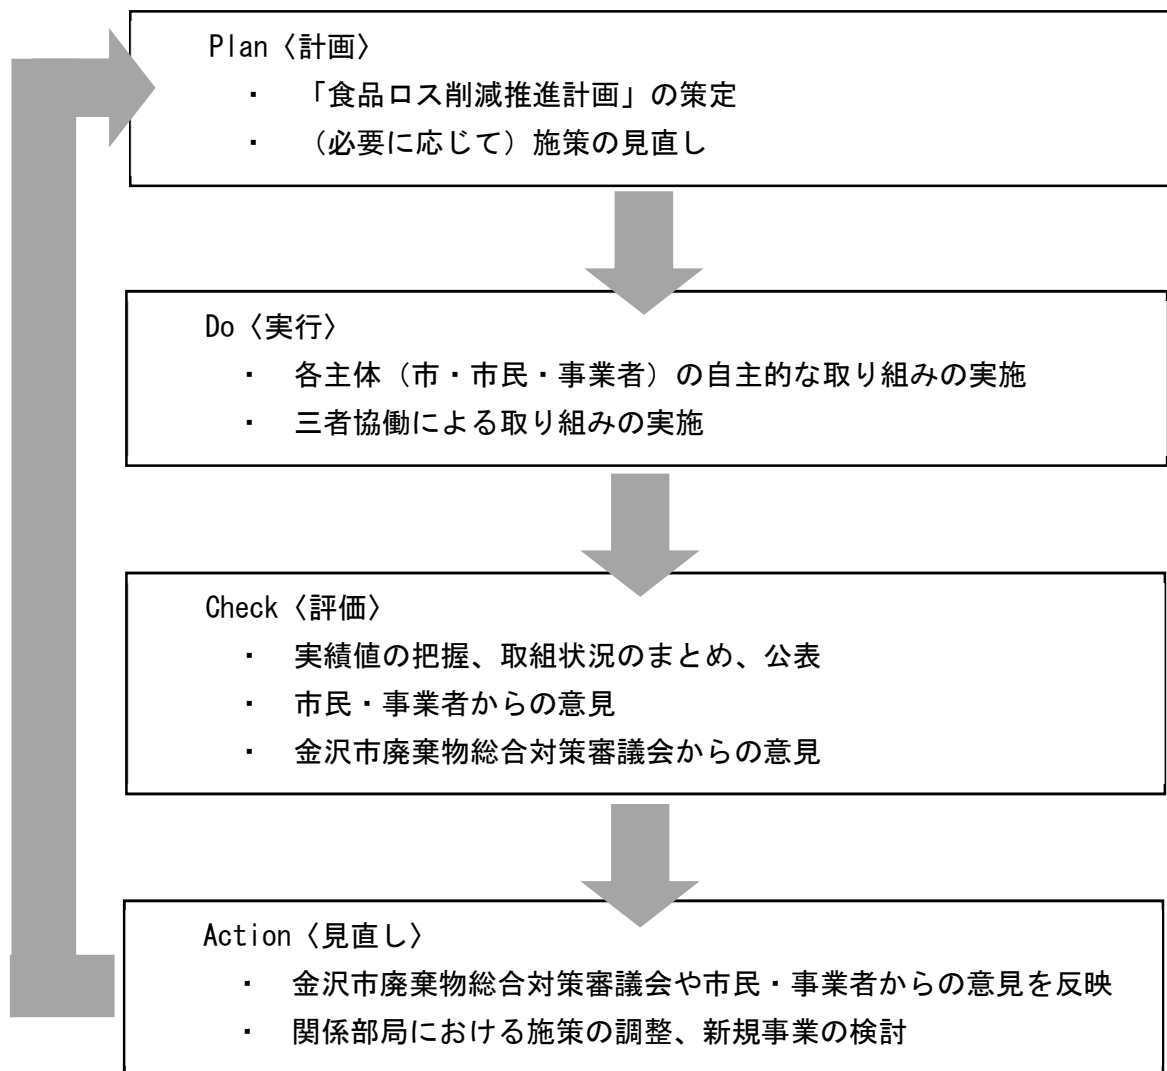 Plan〈計画〉
・ 「食品ロス削減推進計画」の策定
・ （必要に応じて）施策の見直し
Do〈実行〉
・ 各主体（市・市民・事業者）の自主的な取り組みの実施
・ 三者協働による取り組みの実施
Check〈評価〉
・ 実績値の把握、取組状況のまとめ、公表
・ 市民・事業者からの意見
・ 金沢市廃棄物総合対策審議会からの意見
Action〈見直し〉
・ 金沢市廃棄物総合対策審議会や市民・事業者からの意見を反映
・ 関係部局における施策の調整、新規事業の検討